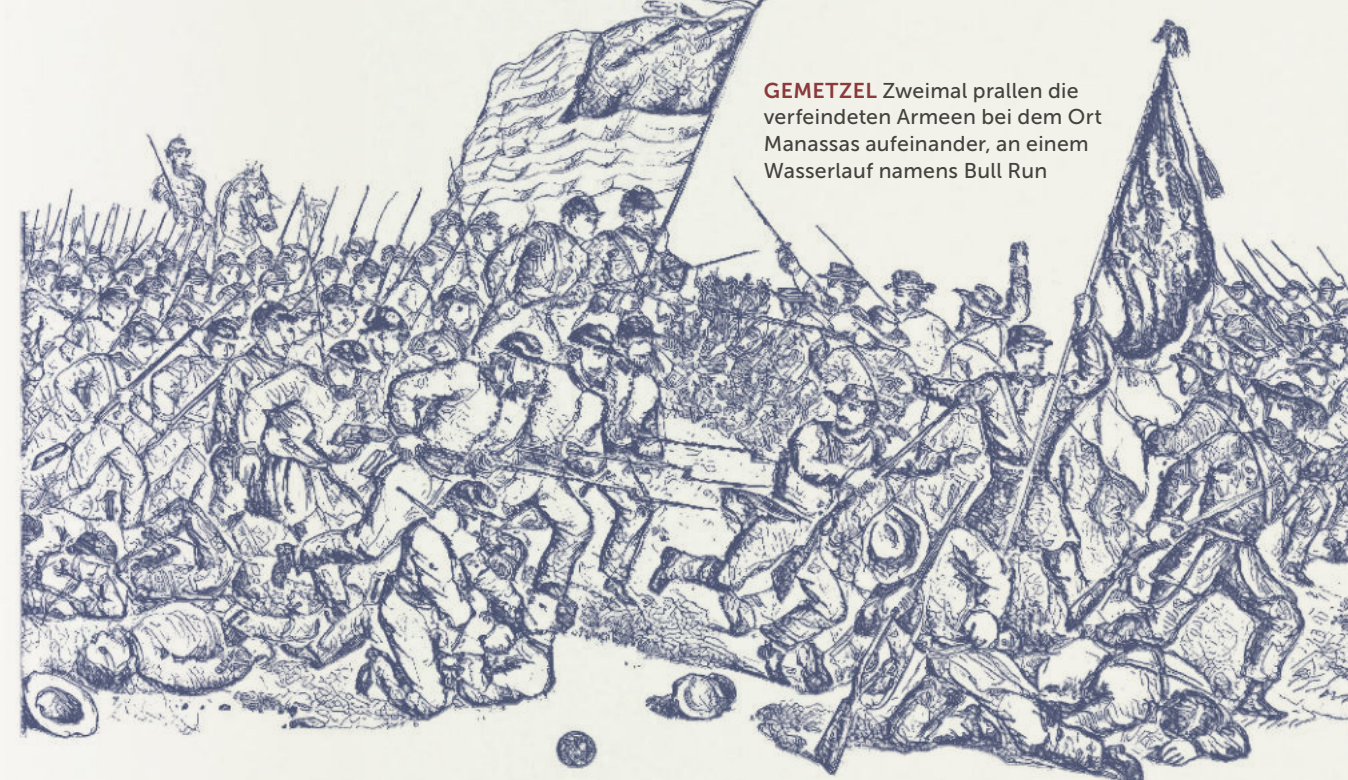 GEMETZEL Zweimal prallen die
verfeindeten Armeen bei dem Ort
Manassas aufeinander, an einem
Wasserlauf namens Bull Run